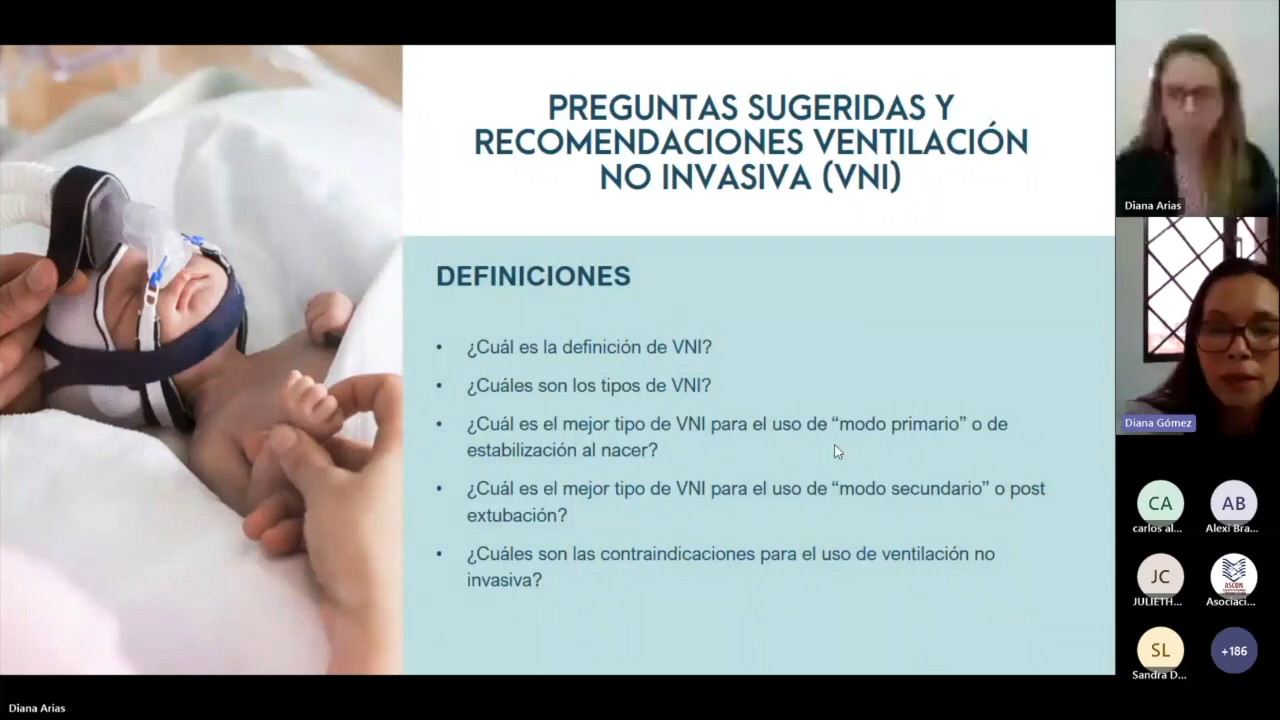 PREGUNTAS SUGERIDAS Y
RECOMENDACIONES VENTILACIÓN
NO INVASIVA (VNI)
DEFINICIONES
• ¿Cuál es la definición de VNI?
• ¿Cuáles son los tipos de VNI?
• ¿Cuál es el mejor tipo de VNI para el uso de “modo primario” o de
estabilización al nacer?
• ¿Cuál es el mejor tipo de VNI para el uso de “modo secundario” o post
extubación?
• ¿Cuáles son las contraindicaciones para el uso de ventilación no
invasiva?
Diana Arias
Diana Gómez
CA
carlos al...
AB
Alexi Bra...
JC
JULIETH...
ASCON
Asociaci...
SL
Sandra D...
+186
Diana Arias